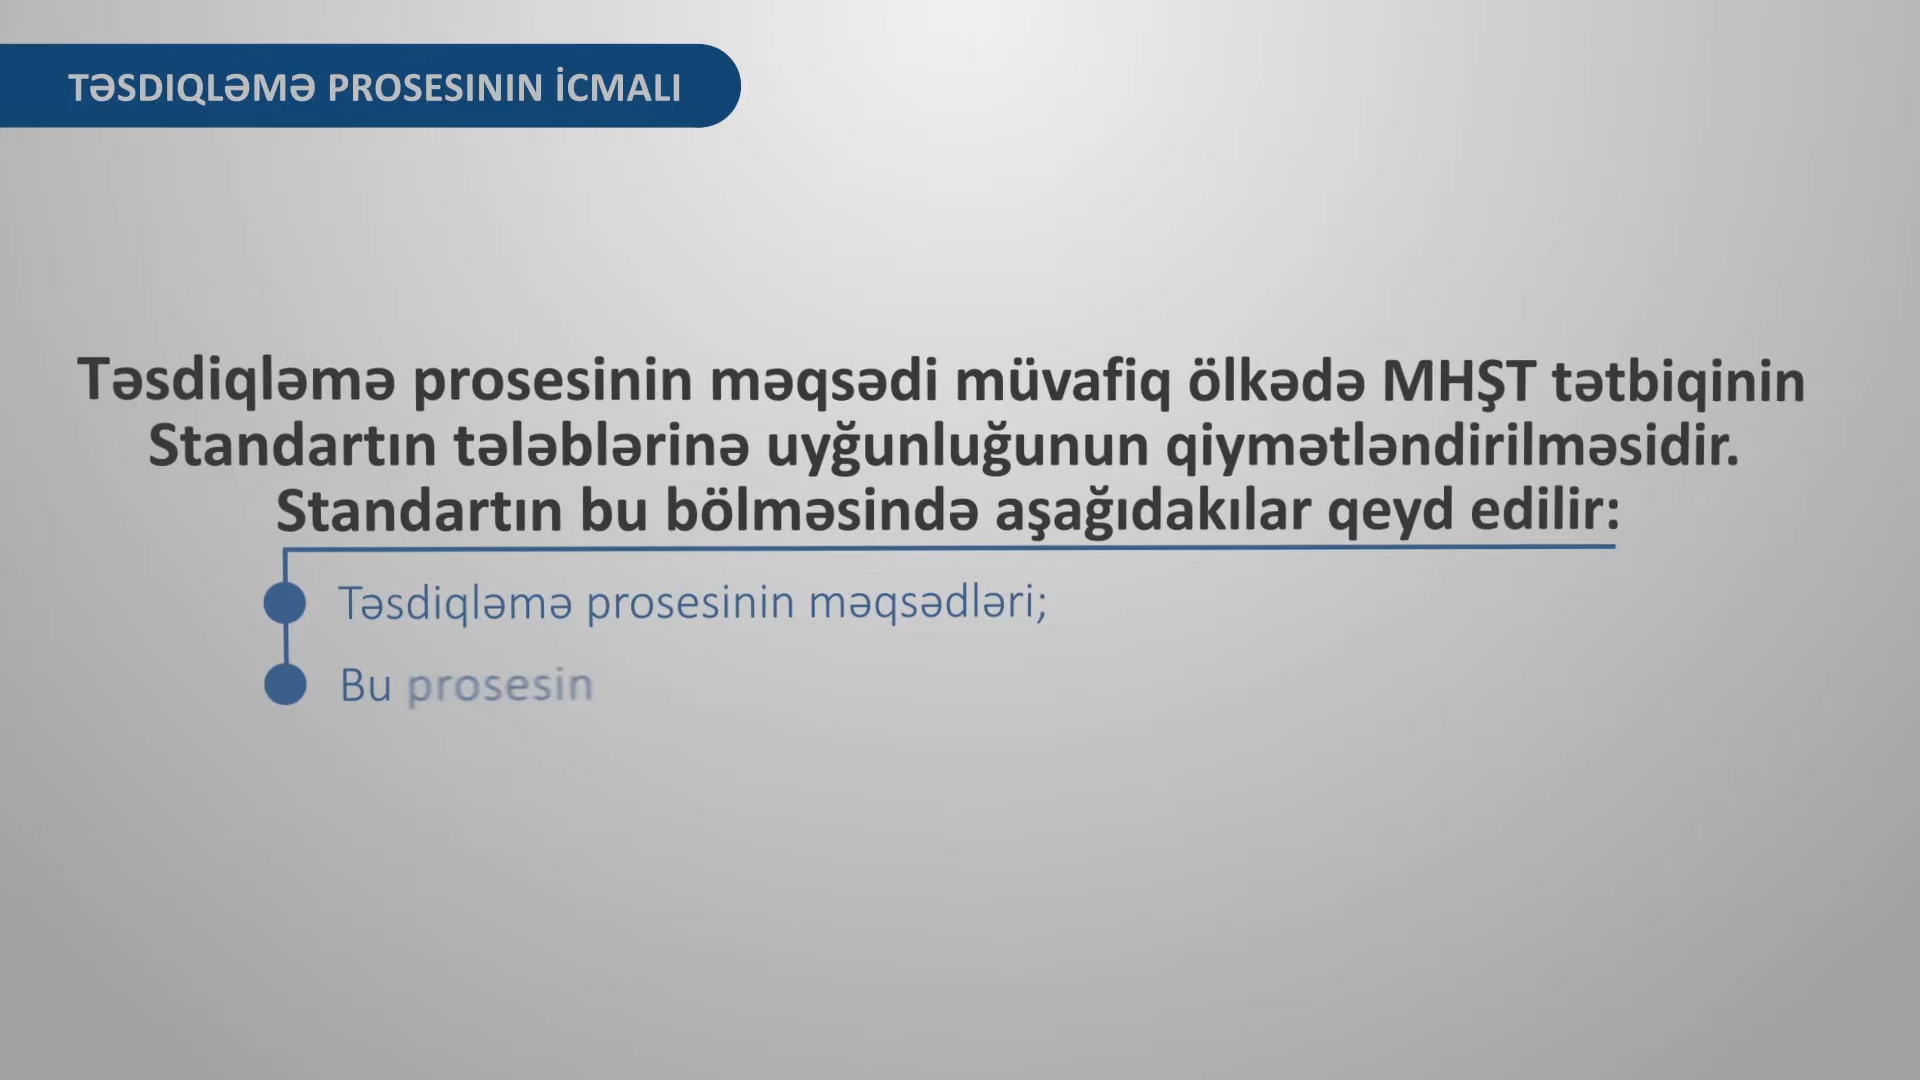 TƏSDIQLƏMƏ PROSESININ İCMALI
Təsdiqləmə prosesinin məqsədi müvafiq ölkədə MHŞT tətbiqinin
Standartın tələblərinə uyğunluğunun qiymətləndirilməsidir.
Standartın bu bölməsində aşağıdakılar qeyd edilir:
Təsdiqləmə prosesinin məqsədləri;
Bu prosesin